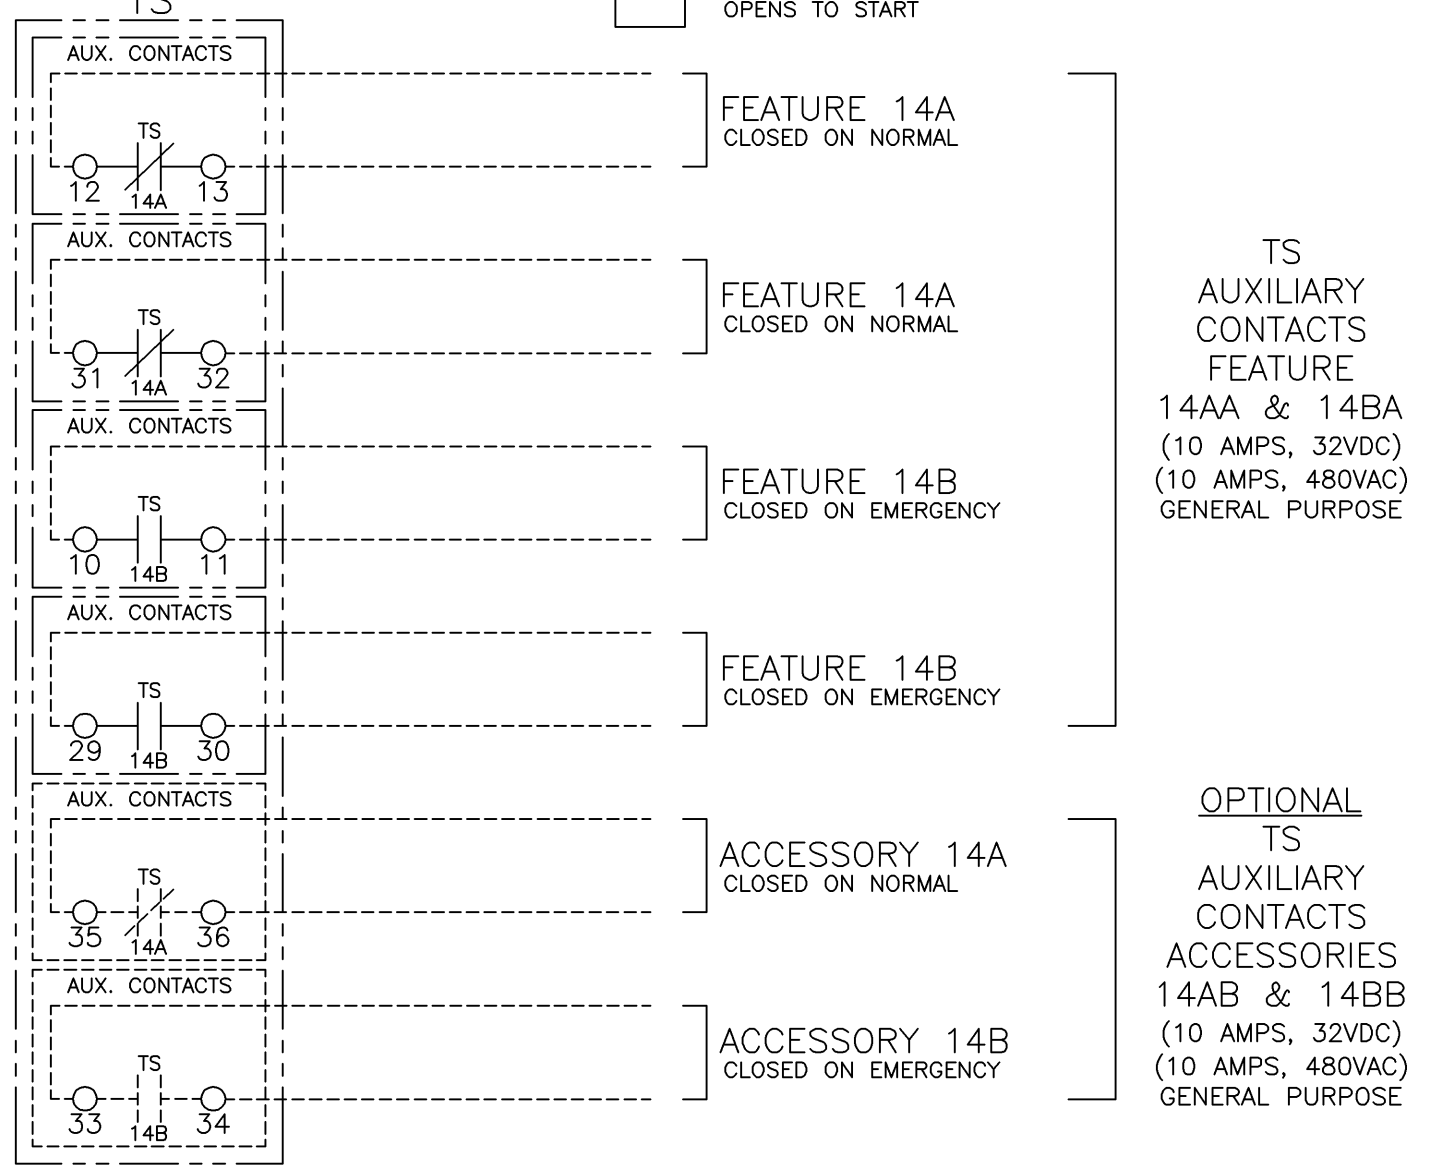 TS
OPENS TO START
AUX. CONTACTS
TS
12 13
14A
FEATURE 14A
CLOSED ON NORMAL
AUX. CONTACTS
TS
31 32
14A
FEATURE 14A
CLOSED ON NORMAL
AUX. CONTACTS
TS
10 11
14B
FEATURE 14B
CLOSED ON EMERGENCY
AUX. CONTACTS
TS
29 30
14B
FEATURE 14B
CLOSED ON EMERGENCY
TS
AUXILIARY
CONTACTS
FEATURE
14AA & 14BA
(10 AMPS, 32VDC)
(10 AMPS, 480VAC)
GENERAL PURPOSE
AUX. CONTACTS
TS
35 36
14A
ACCESSORY 14A
CLOSED ON NORMAL
AUX. CONTACTS
TS
33 34
14B
ACCESSORY 14B
CLOSED ON EMERGENCY
OPTIONAL
TS
AUXILIARY
CONTACTS
ACCESSORIES
14AB & 14BB
(10 AMPS, 32VDC)
(10 AMPS, 480VAC)
GENERAL PURPOSE